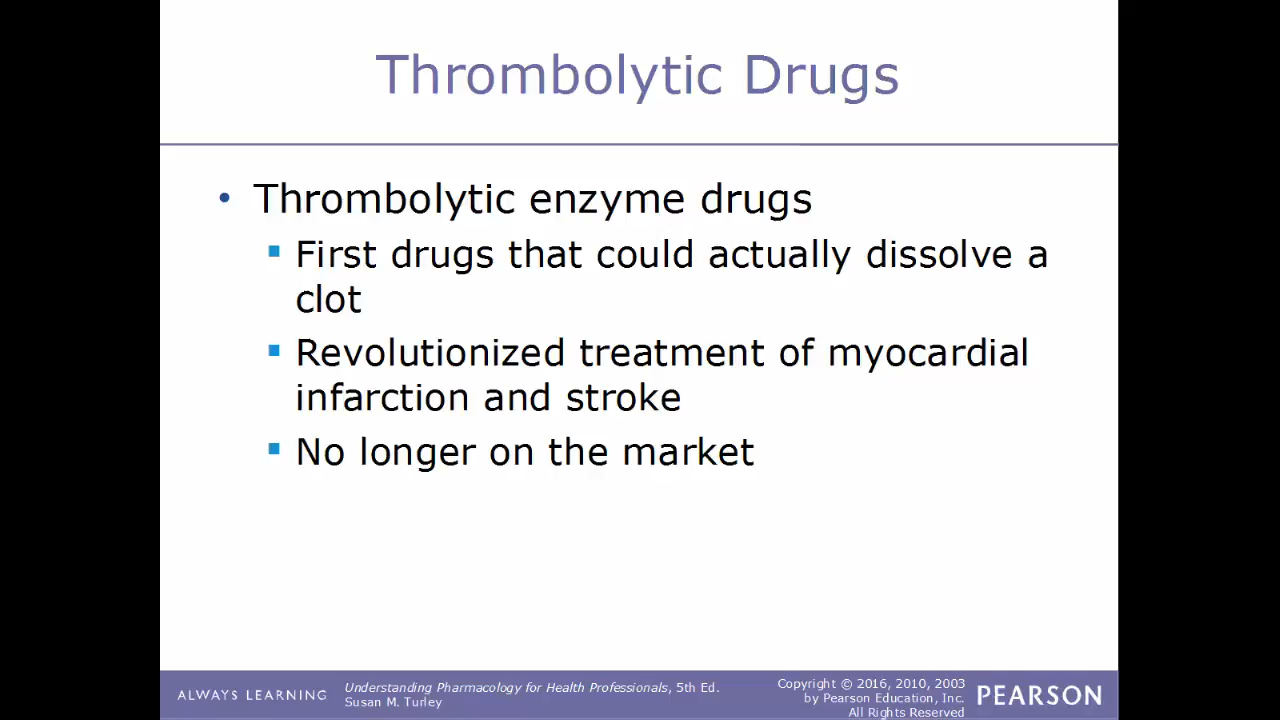 Thrombolytic Drugs
• Thrombolytic enzyme drugs
▪ First drugs that could actually dissolve a
clot
▪ Revolutionized treatment of myocardial
infarction and stroke
▪ No longer on the market
ALWAYS LEARNING
Understanding Pharmacology for Health Professionals, 5th Ed.
Susan M. Turley
Copyright © 2016, 2010, 2003
by Pearson Education, Inc.
All Rights Reserved
PEARSON